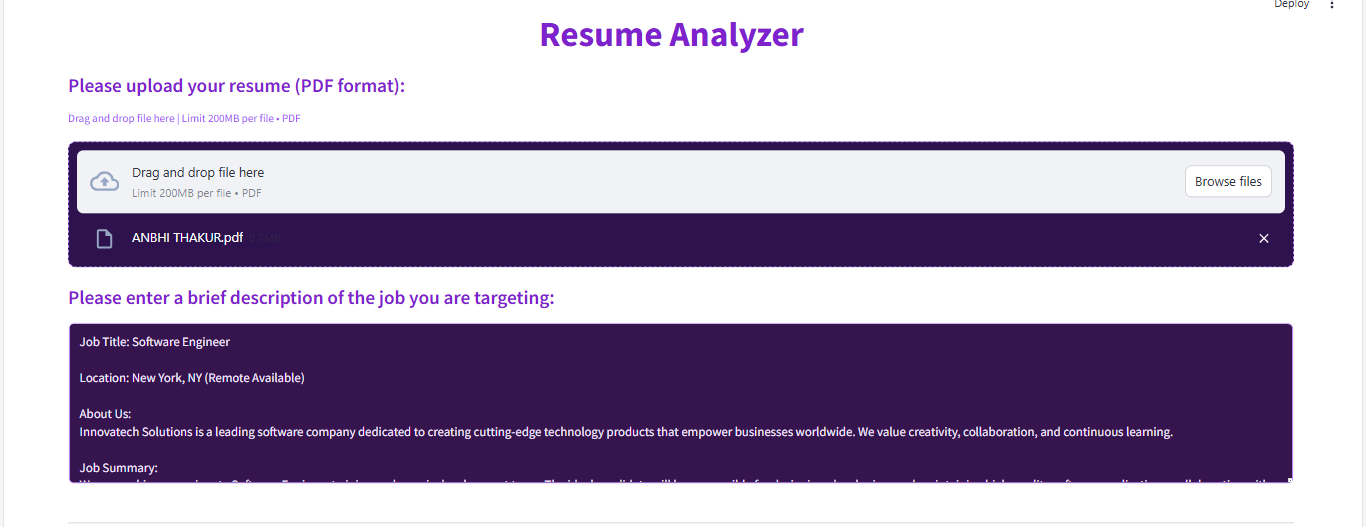 Deploy
Resume Analyzer
Please upload your resume (PDF format):
Drag and drop file here | Limit 200MB per file • PDF
Drag and drop file here
Limit 200MB per file • PDF
Browse files
ANBHI THAKUR.pdf 0.7MB
Please enter a brief description of the job you are targeting:
Job Title: Software Engineer
Location: New York, NY (Remote Available)
About Us:
Innovatech Solutions is a leading software company dedicated to creating cutting-edge technology products that empower businesses worldwide. We value creativity, collaboration, and continuous learning.
Job Summary: